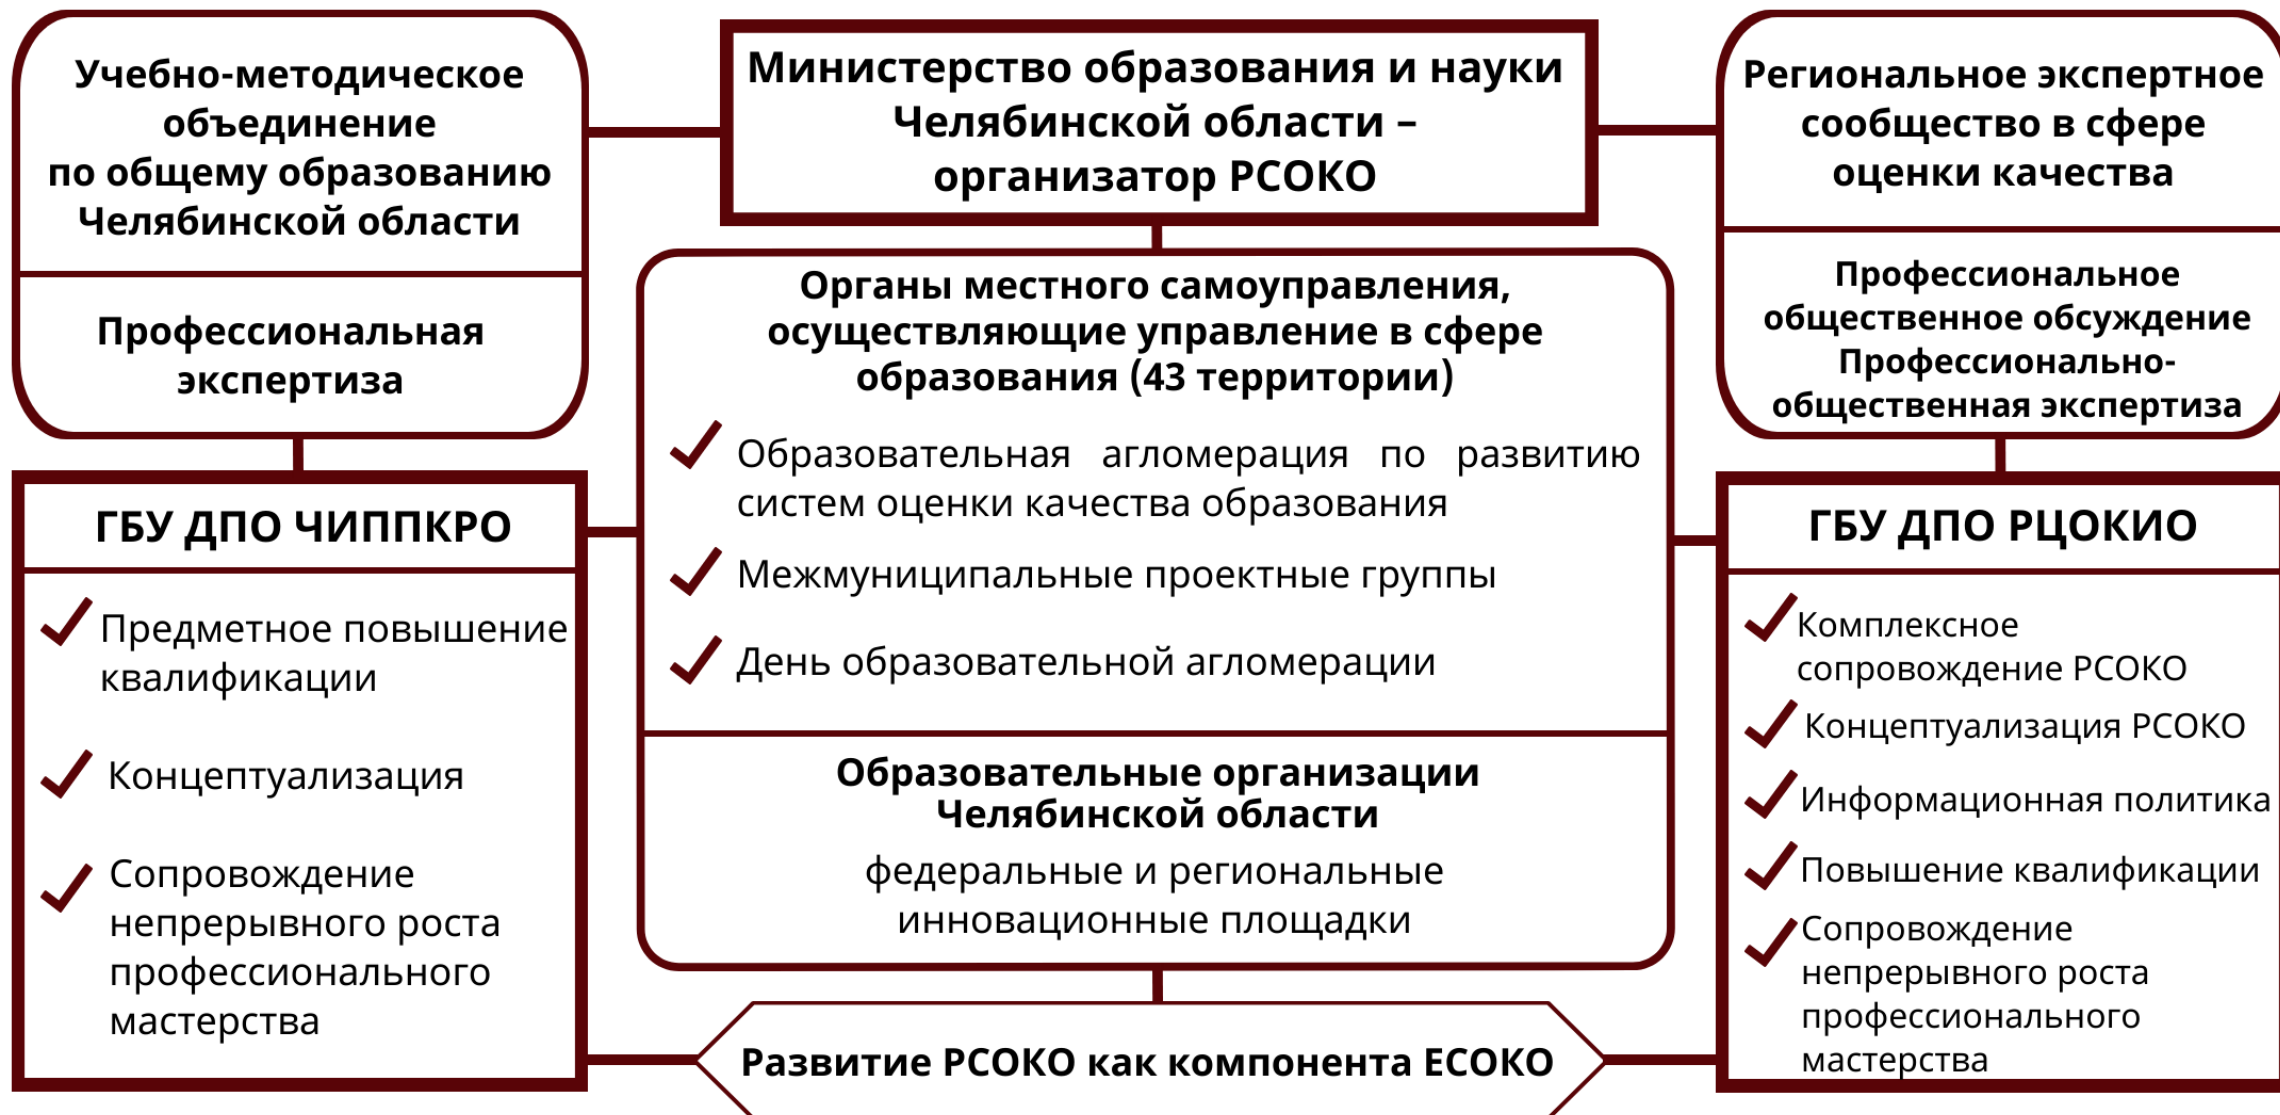 Учебно-методическое
объединение
по общему образованию
Челябинской области
Профессиональная
экспертиза
Министерство образования и науки
Челябинской области –
организатор РСОКО
Региональное экспертное
сообщество в сфере
оценки качества
Профессиональное
общественное обсуждение
Профессионально-
общественная экспертиза
Органы местного самоуправления,
осуществляющие управление в сфере
образования (43 территории)
Образовательная агломерация по развитию
систем оценки качества образования
Межмуниципальные проектные группы
День образовательной агломерации
Образовательные организации
Челябинской области
федеральные и региональные
инновационные площадки
ГБУ ДПО ЧИППКРО
Предметное повышение
квалификации
Концептуализация
Сопровождение
непрерывного роста
профессионального
мастерства
ГБУ ДПО РЦОКИО
Комплексное
сопровождение РСОКО
Концептуализация РСОКО
Информационная политика
Повышение квалификации
Сопровождение
непрерывного роста
профессионального
мастерства
Развитие РСОКО как компонента ЕСОКО